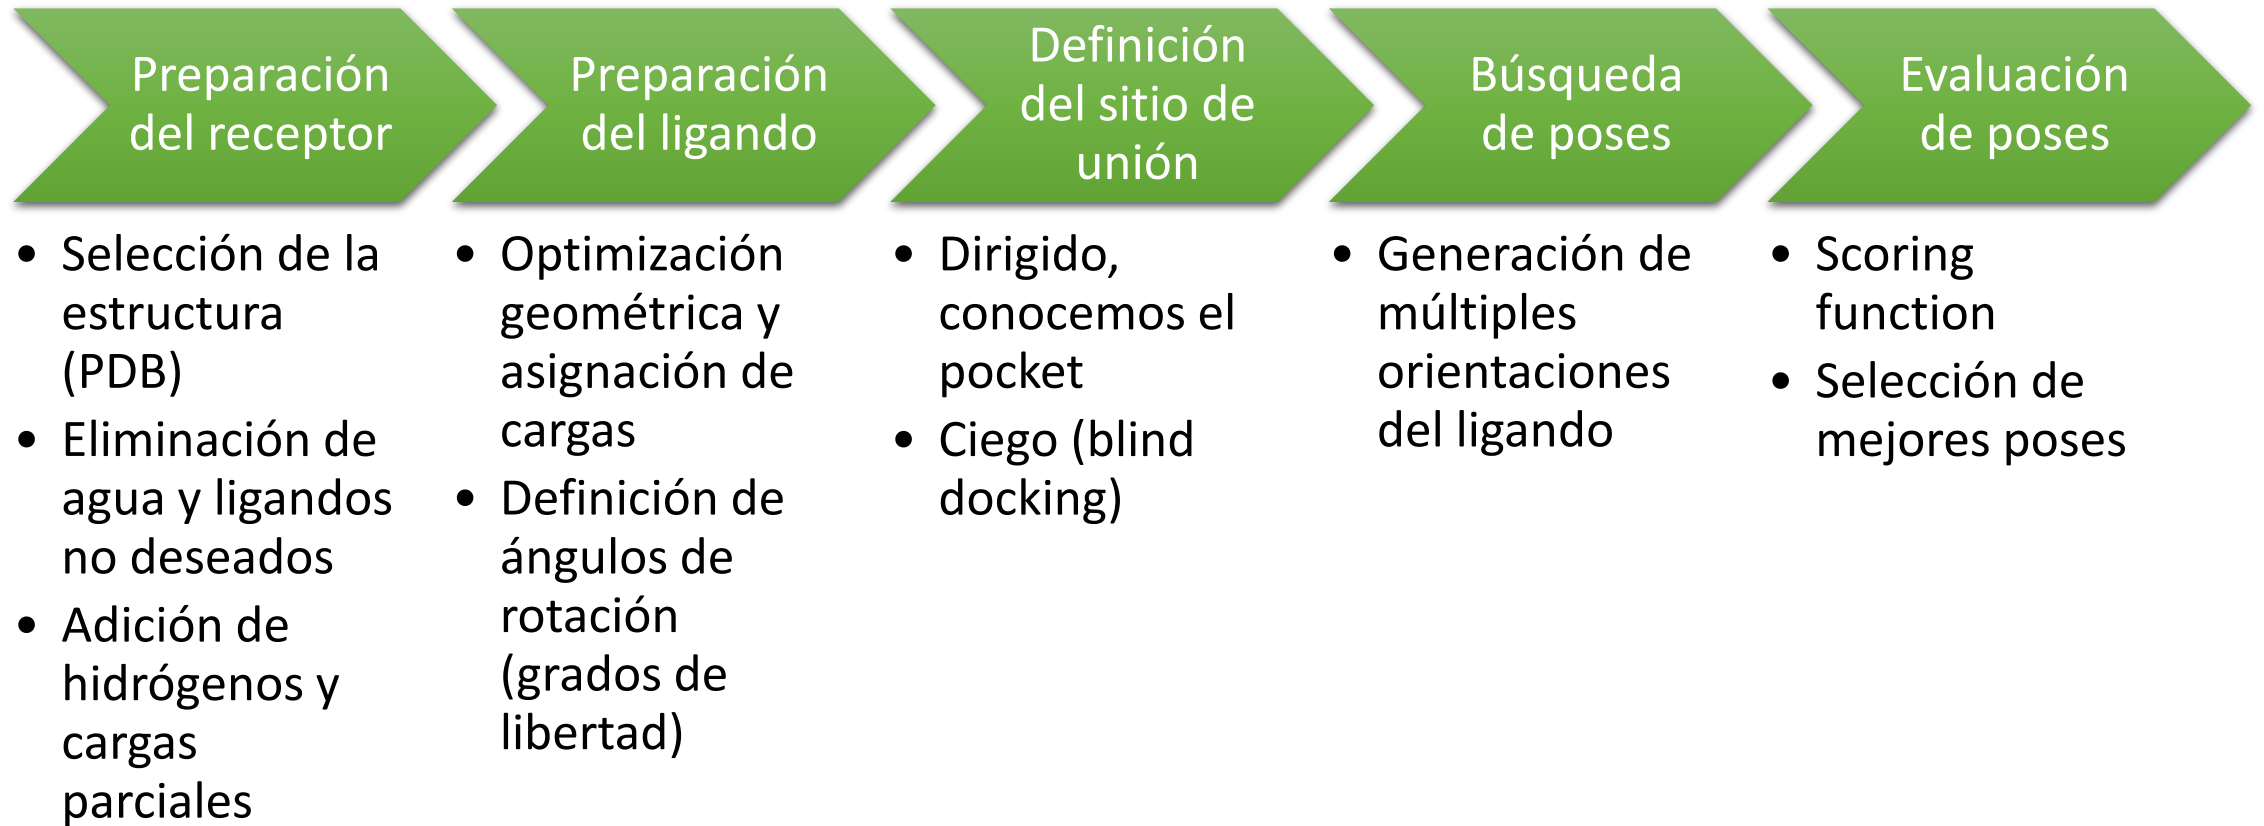 Preparación
del receptor
• Selección de la
estructura
(PDB)
• Eliminación de
agua y ligandos
no deseados
• Adición de
hidrógenos y
cargas
parciales
Preparación
del ligando
• Optimización
geométrica y
asignación de
cargas
• Definición de
ángulos de
rotación
(grados de
libertad)
Definición
del sitio de
unión
• Dirigido,
conocemos el
pocket
• Ciego (blind
docking)
Búsqueda
de poses
• Generación de
múltiples
orientaciones
del ligando
Evaluación
de poses
• Scoring
function
• Selección de
mejores poses